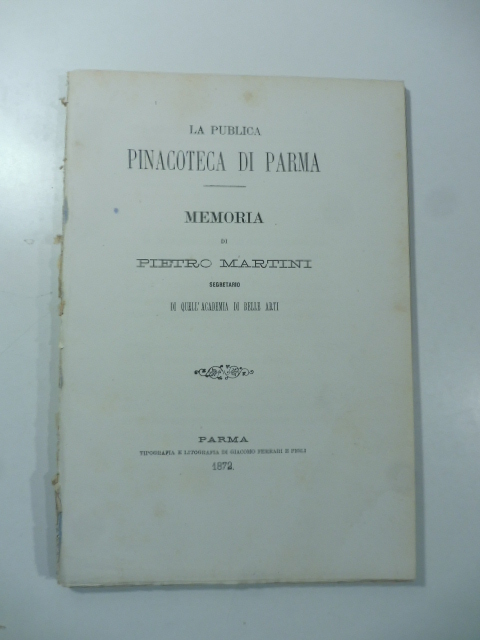 LA PUBLICA
PINACOTECA DI PARMA
MEMORIA
DI
PIETRO MARTINI
SEGRETARIO
DI QUELL'ACADEMIA DI BELLE ARTI
PARMA
TIPOGRAFIA E LITOGRAFIA DI GIACOMO FERRARI E FIGLI
1872